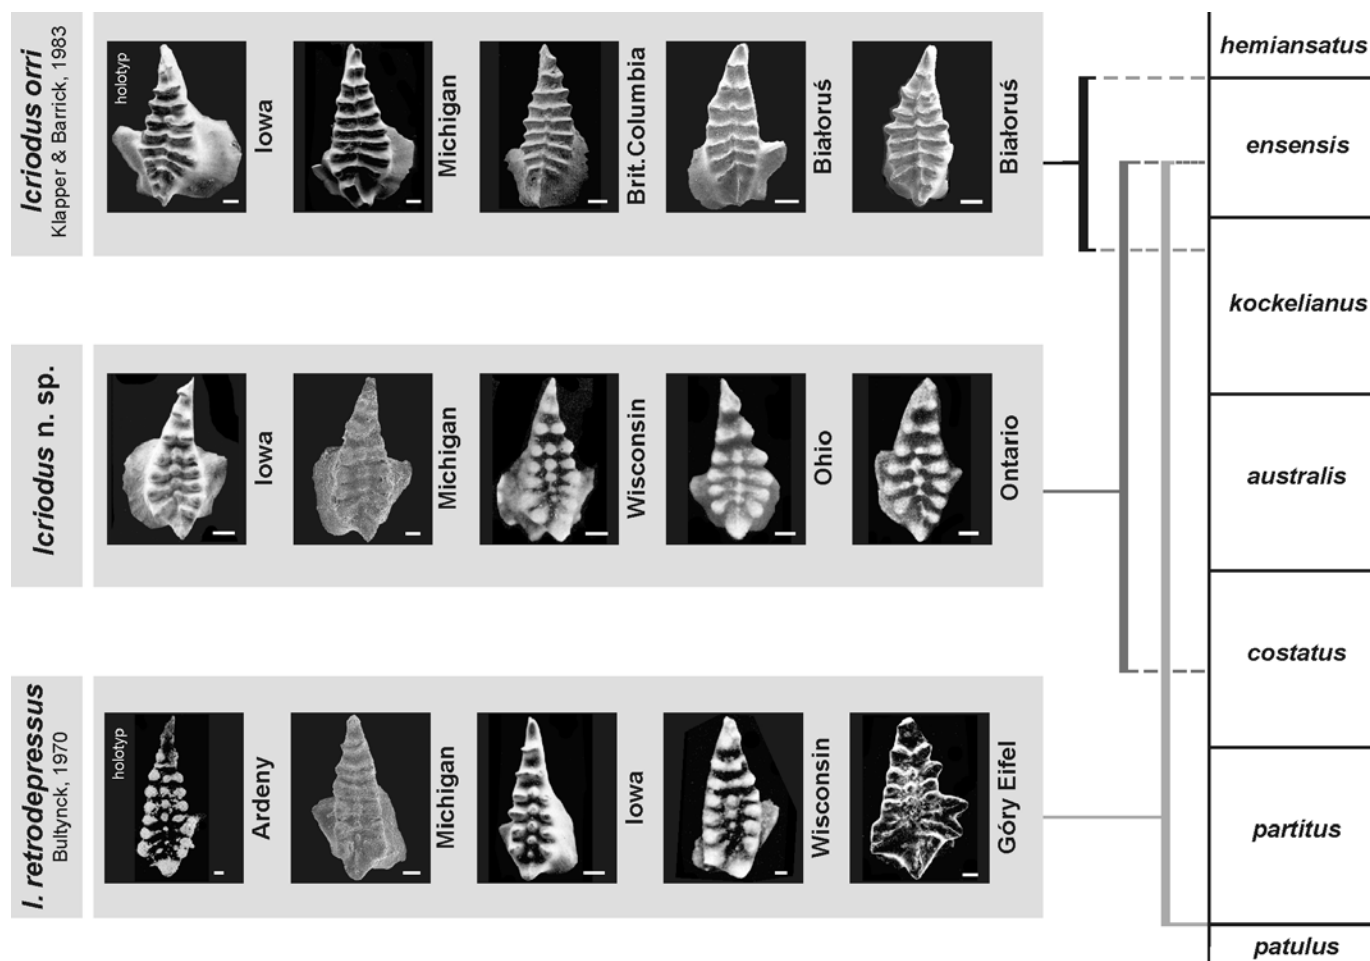 Icriodus orri
Klapper & Barrick, 1983
holotyp
Iowa
Michigan
Brit.Columbia
Białoruś
Białoruś
Icriodus n. sp.
Iowa
Michigan
Wisconsin
Ohio
Ontario
I. retrodepressus
Bultynck, 1970
holotyp
Ardeny
Michigan
Iowa
Wisconsin
Góry Eifel
hemiansatus
ensensis
kockelianus
australis
costatus
partitus
patulus